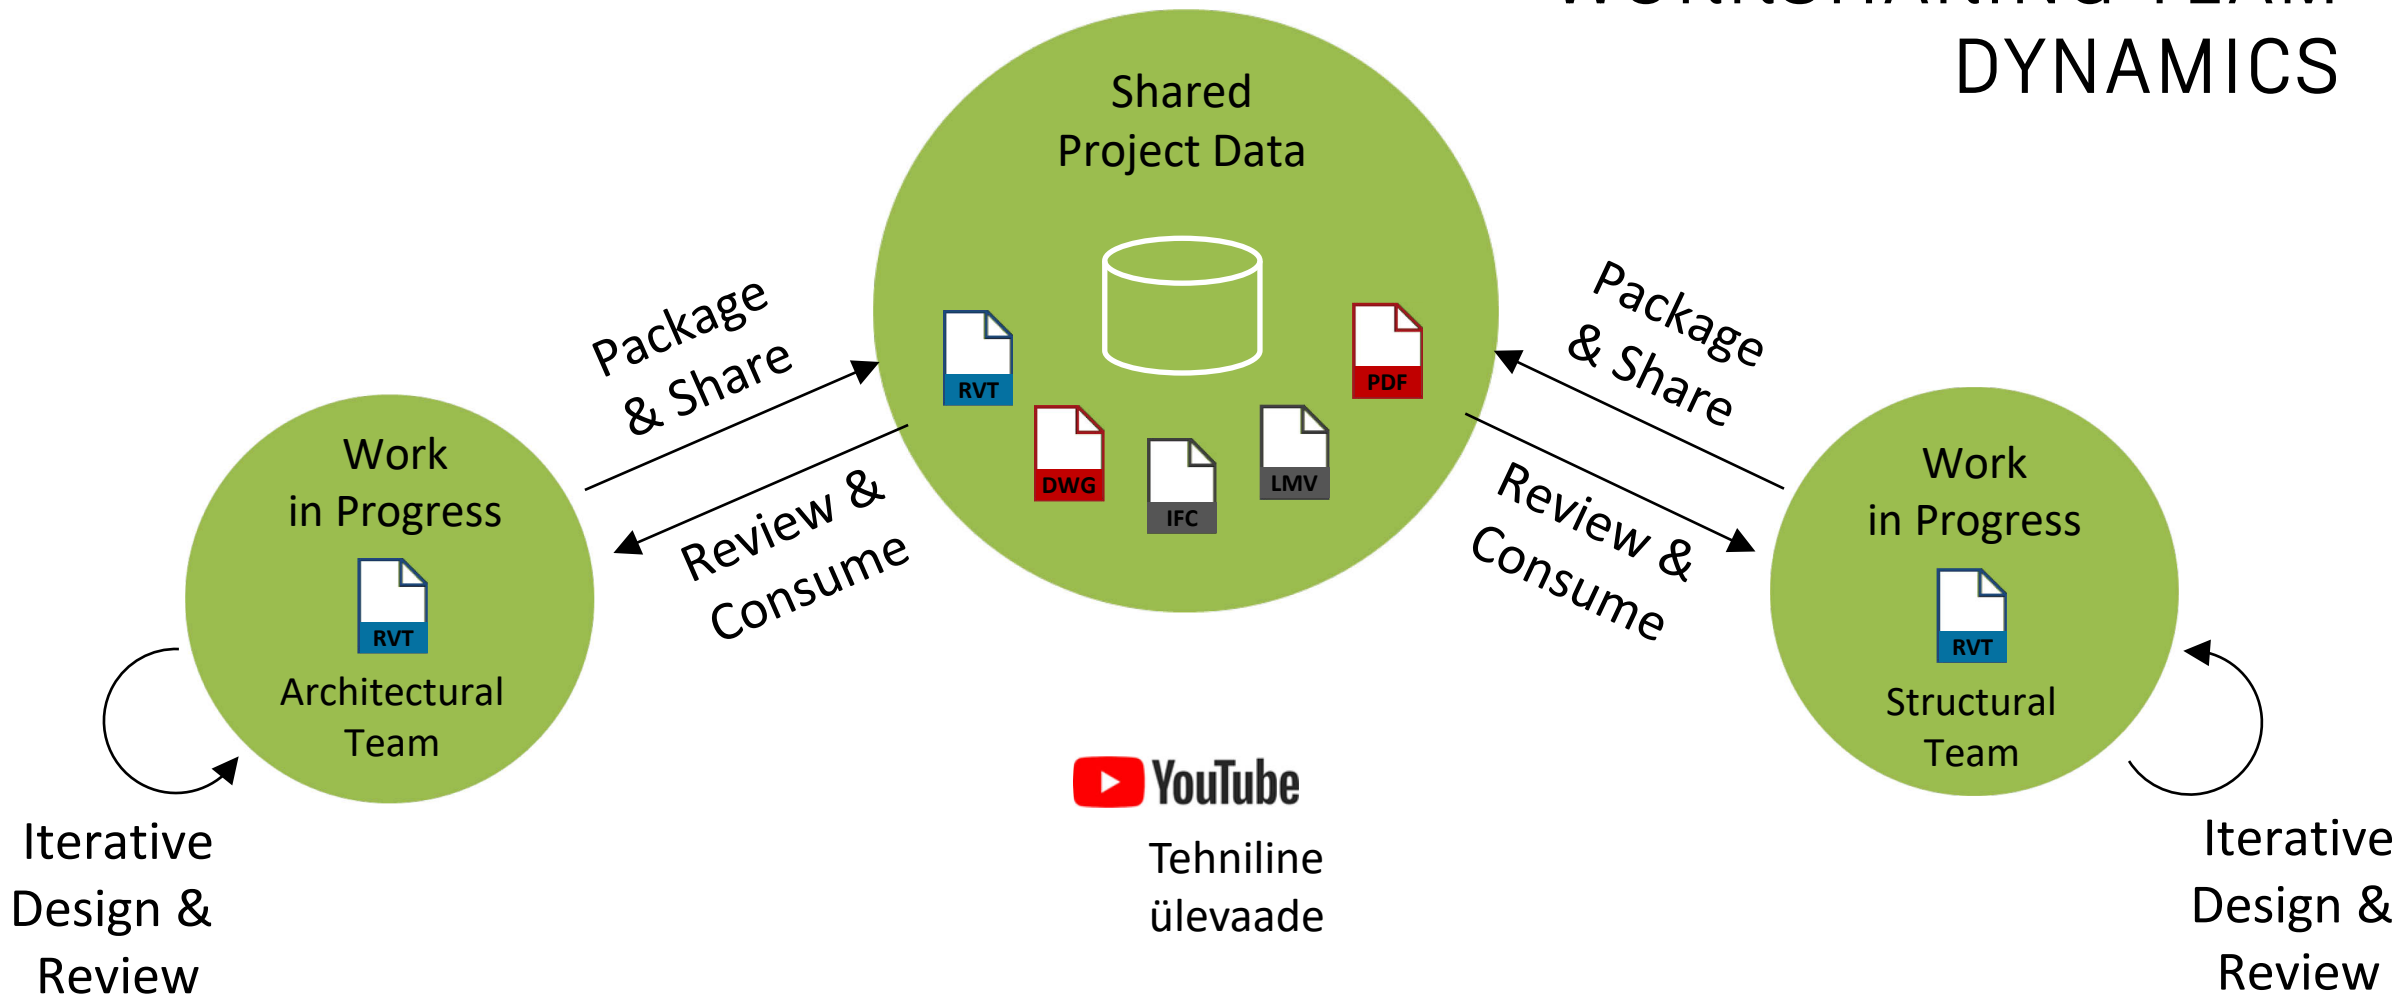 WORKSHARING TEAM
DYNAMICS
Shared
Project Data
RVT
DWG
IFC
LMV
PDF
Package
& Share
Review &
Consume
Package
& Share
Review &
Consume
Work
in Progress
RVT
Architectural
Team
Iterative
Design &
Review
Work
in Progress
RVT
Structural
Team
Iterative
Design &
Review
YouTube
Tehniline
ülevaade